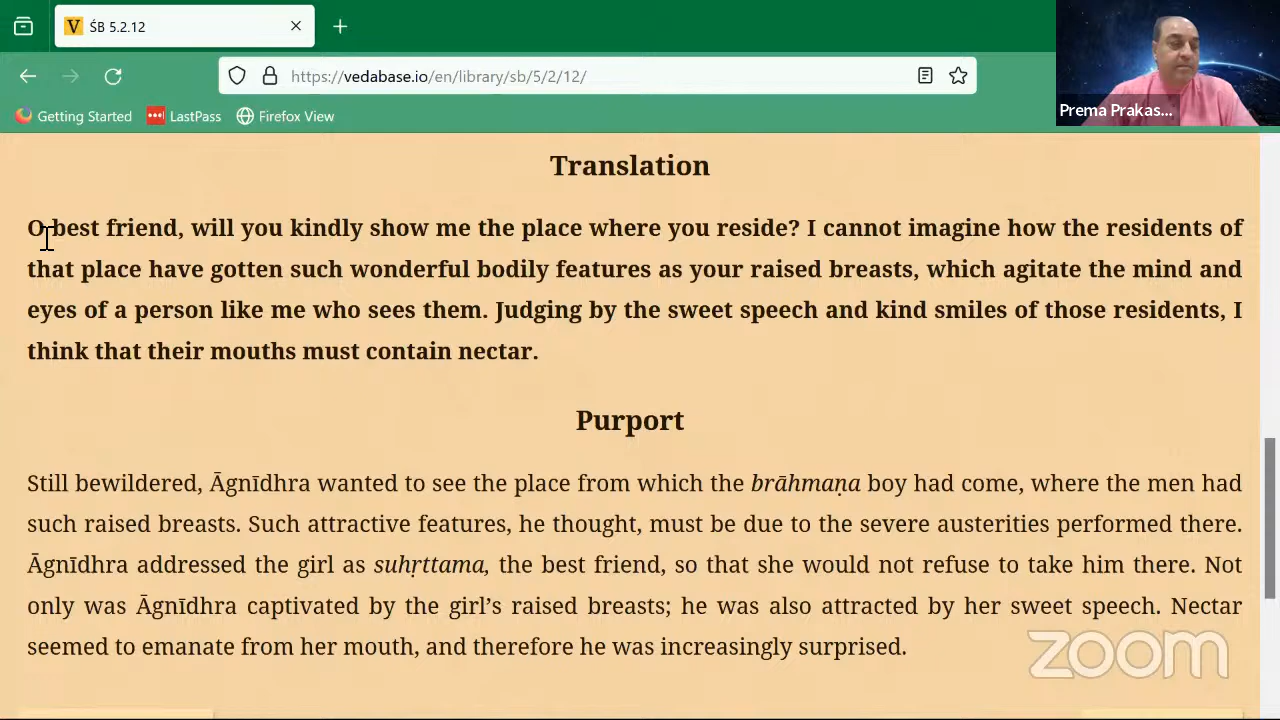 ŚB 5.2.12
https://vedabase.io/en/library/sb/5/2/12/
Getting Started LastPass Firefox View
Prema Prakas...
Translation
O best friend, will you kindly show me the place where you reside? I cannot imagine how the residents of
that place have gotten such wonderful bodily features as your raised breasts, which agitate the mind and
eyes of a person like me who sees them. Judging by the sweet speech and kind smiles of those residents, I
think that their mouths must contain nectar.
Purport
Still bewildered, Āgnīdhra wanted to see the place from which the brāhmaṇa boy had come, where the men had
such raised breasts. Such attractive features, he thought, must be due to the severe austerities performed there.
Āgnīdhra addressed the girl as suhṛttama, the best friend, so that she would not refuse to take him there. Not
only was Āgnīdhra captivated by the girl’s raised breasts; he was also attracted by her sweet speech. Nectar
seemed to emanate from her mouth, and therefore he was increasingly surprised.
zoom